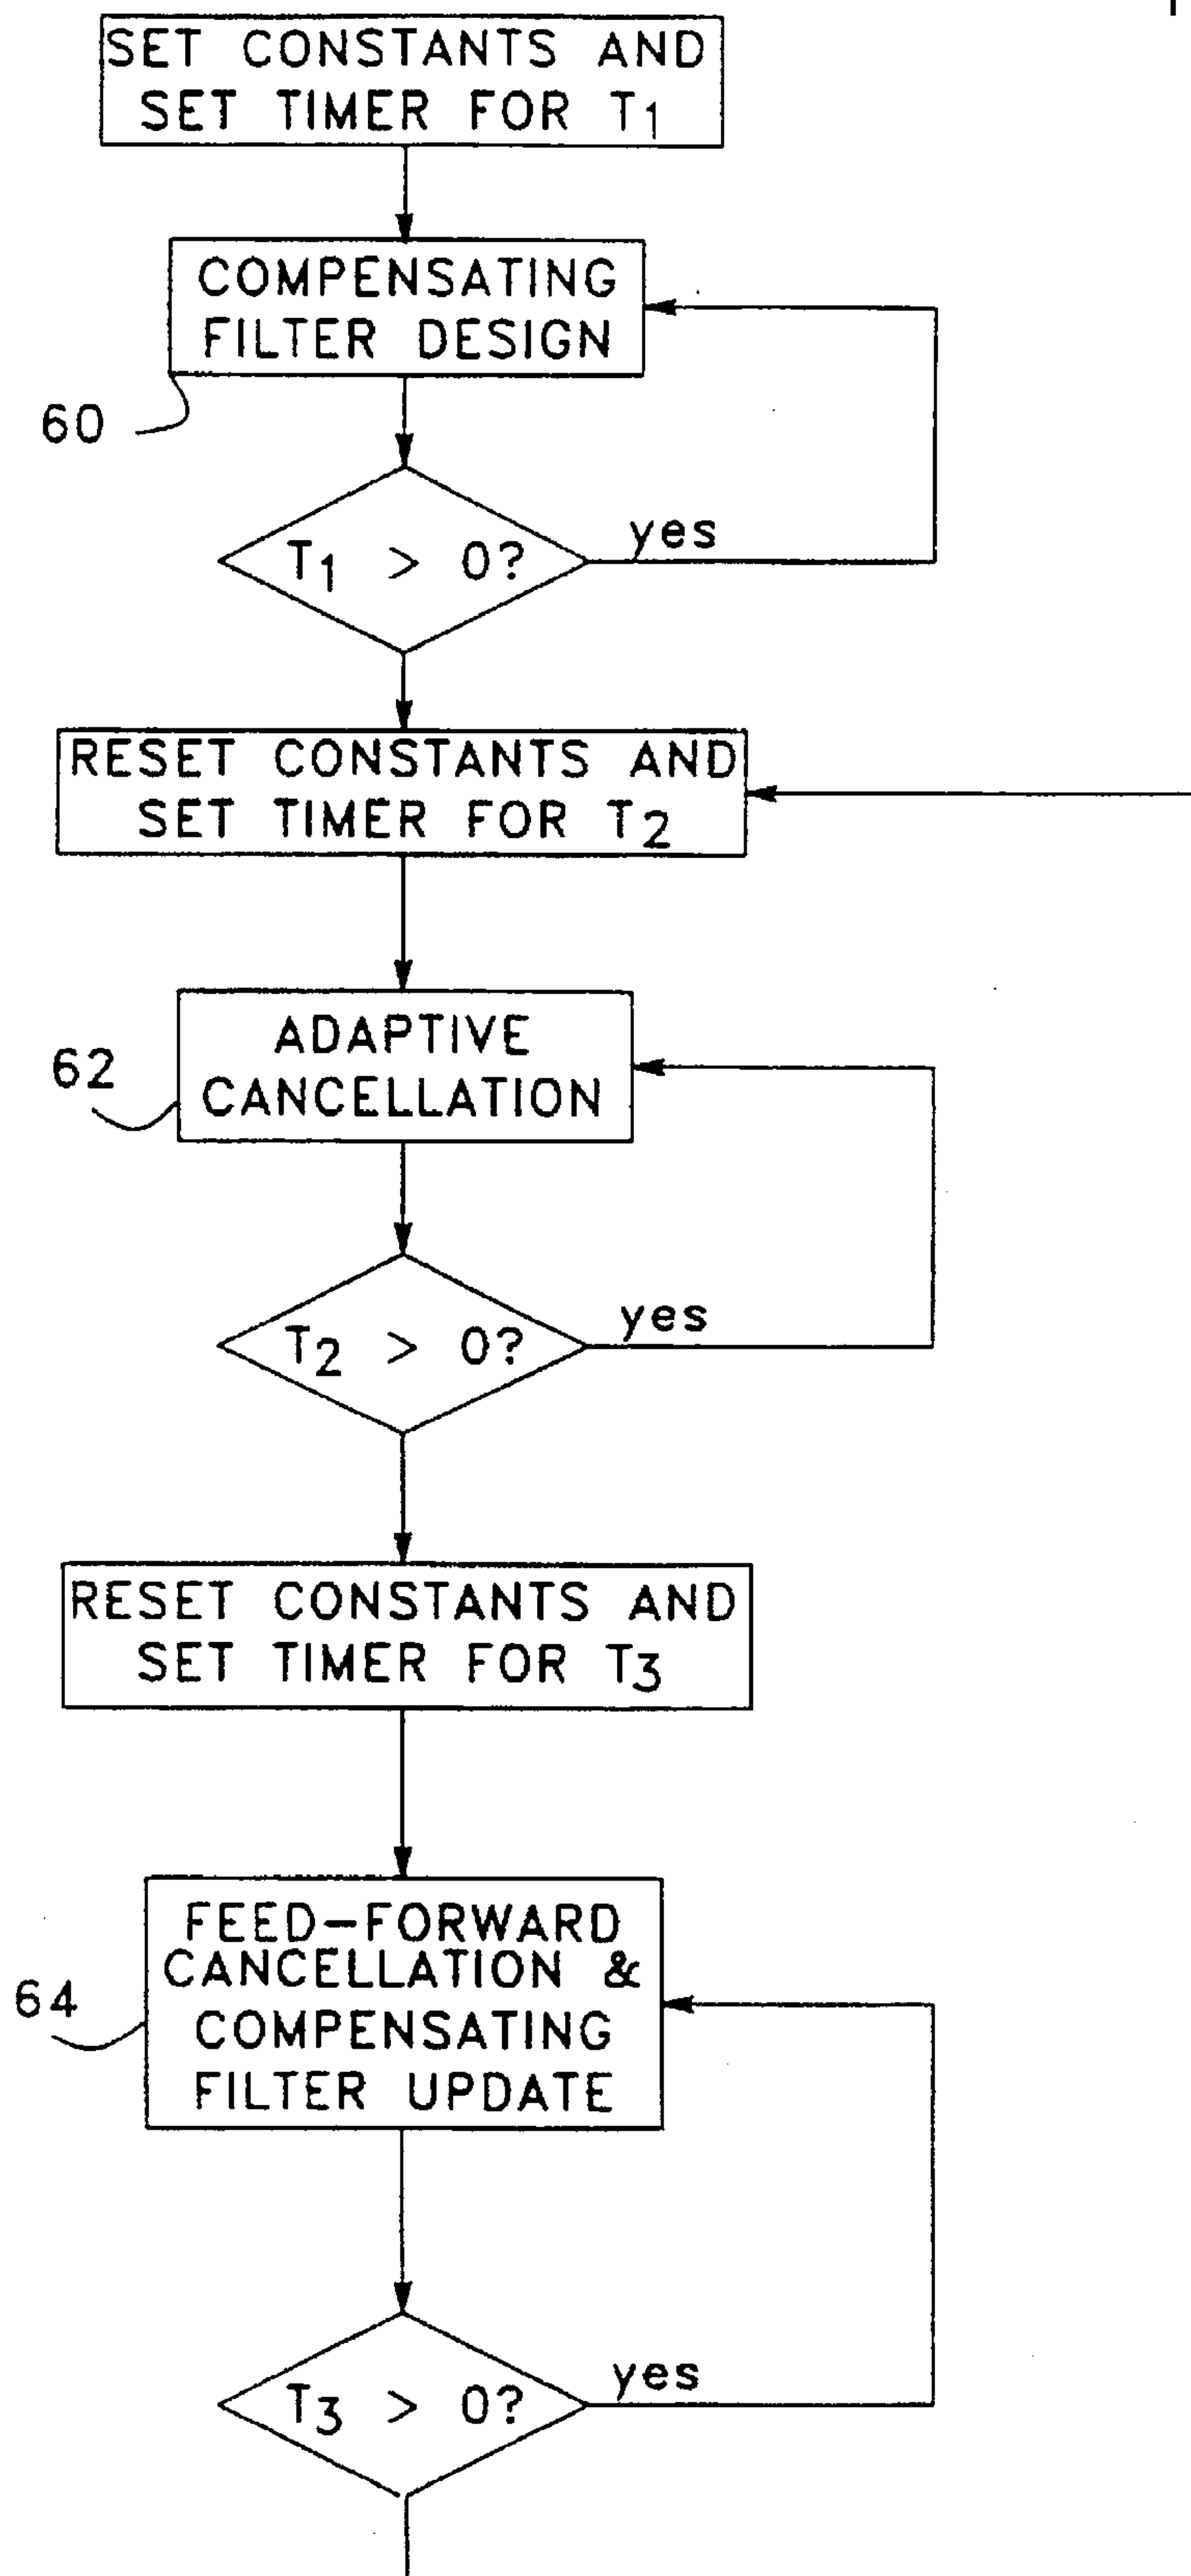 SET CONSTANTS AND
SET TIMER FOR T1
COMPENSATING
FILTER DESIGN
60
T1 > 0?
yes
RESET CONSTANTS AND
SET TIMER FOR T2
ADAPTIVE
CANCELLATION
62
T2 > 0?
yes
RESET CONSTANTS AND
SET TIMER FOR T3
FEED-FORWARD
CANCELLATION &
COMPENSATING
FILTER UPDATE
64
T3 > 0?
yes